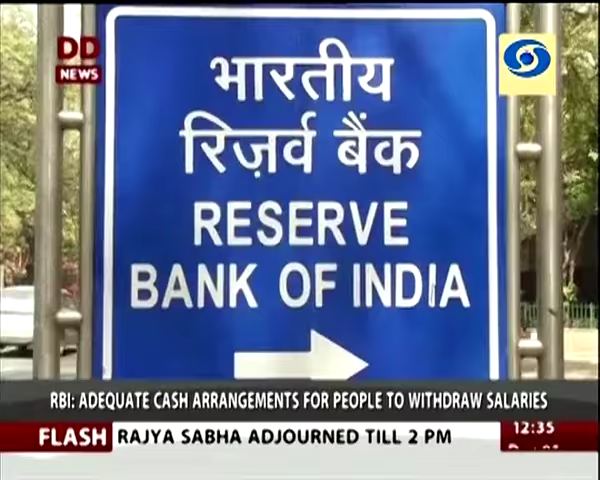 DD
NEWS
भारतीय
रिज़र्व बैंक
RESERVE
BANK OF INDIA
RBI: ADEQUATE CASH ARRANGEMENTS FOR PEOPLE TO WITHDRAW SALARIES
FLASH RAJYA SABHA ADJOURNED TILL 2 PM
12:35